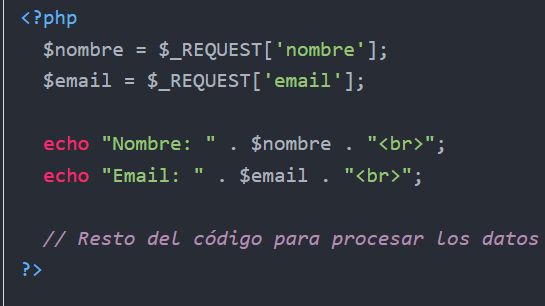 <?php
$nombre = $_REQUEST['nombre'];
$email = $_REQUEST['email'];
echo "Nombre: " . $nombre . "<br>";
echo "Email: " . $email . "<br>";
// Resto del código para procesar los datos
?>